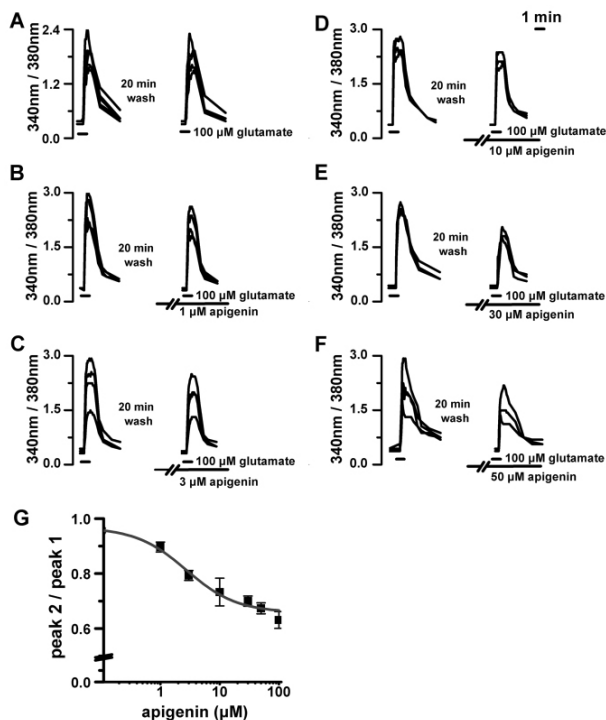 A
340nm / 380nm
2.4
1.2
0.0
20 min
wash
100 µM glutamate
B
340nm / 380nm
3.0
1.5
0.0
20 min
wash
100 µM glutamate
1 µM apigenin
C
340nm / 380nm
3.0
1.5
0.0
20 min
wash
100 µM glutamate
3 µM apigenin
D
1 min
340nm / 380nm
3.0
1.5
0.0
20 min
wash
100 µM glutamate
10 µM apigenin
E
340nm / 380nm
3.0
1.5
0.0
20 min
wash
100 µM glutamate
30 µM apigenin
F
340nm / 380nm
3.0
1.5
0.0
20 min
wash
100 µM glutamate
50 µM apigenin
G
peak 2 / peak 1
1.0
0.8
0.6
0.0
1
10
100
apigenin (µM)